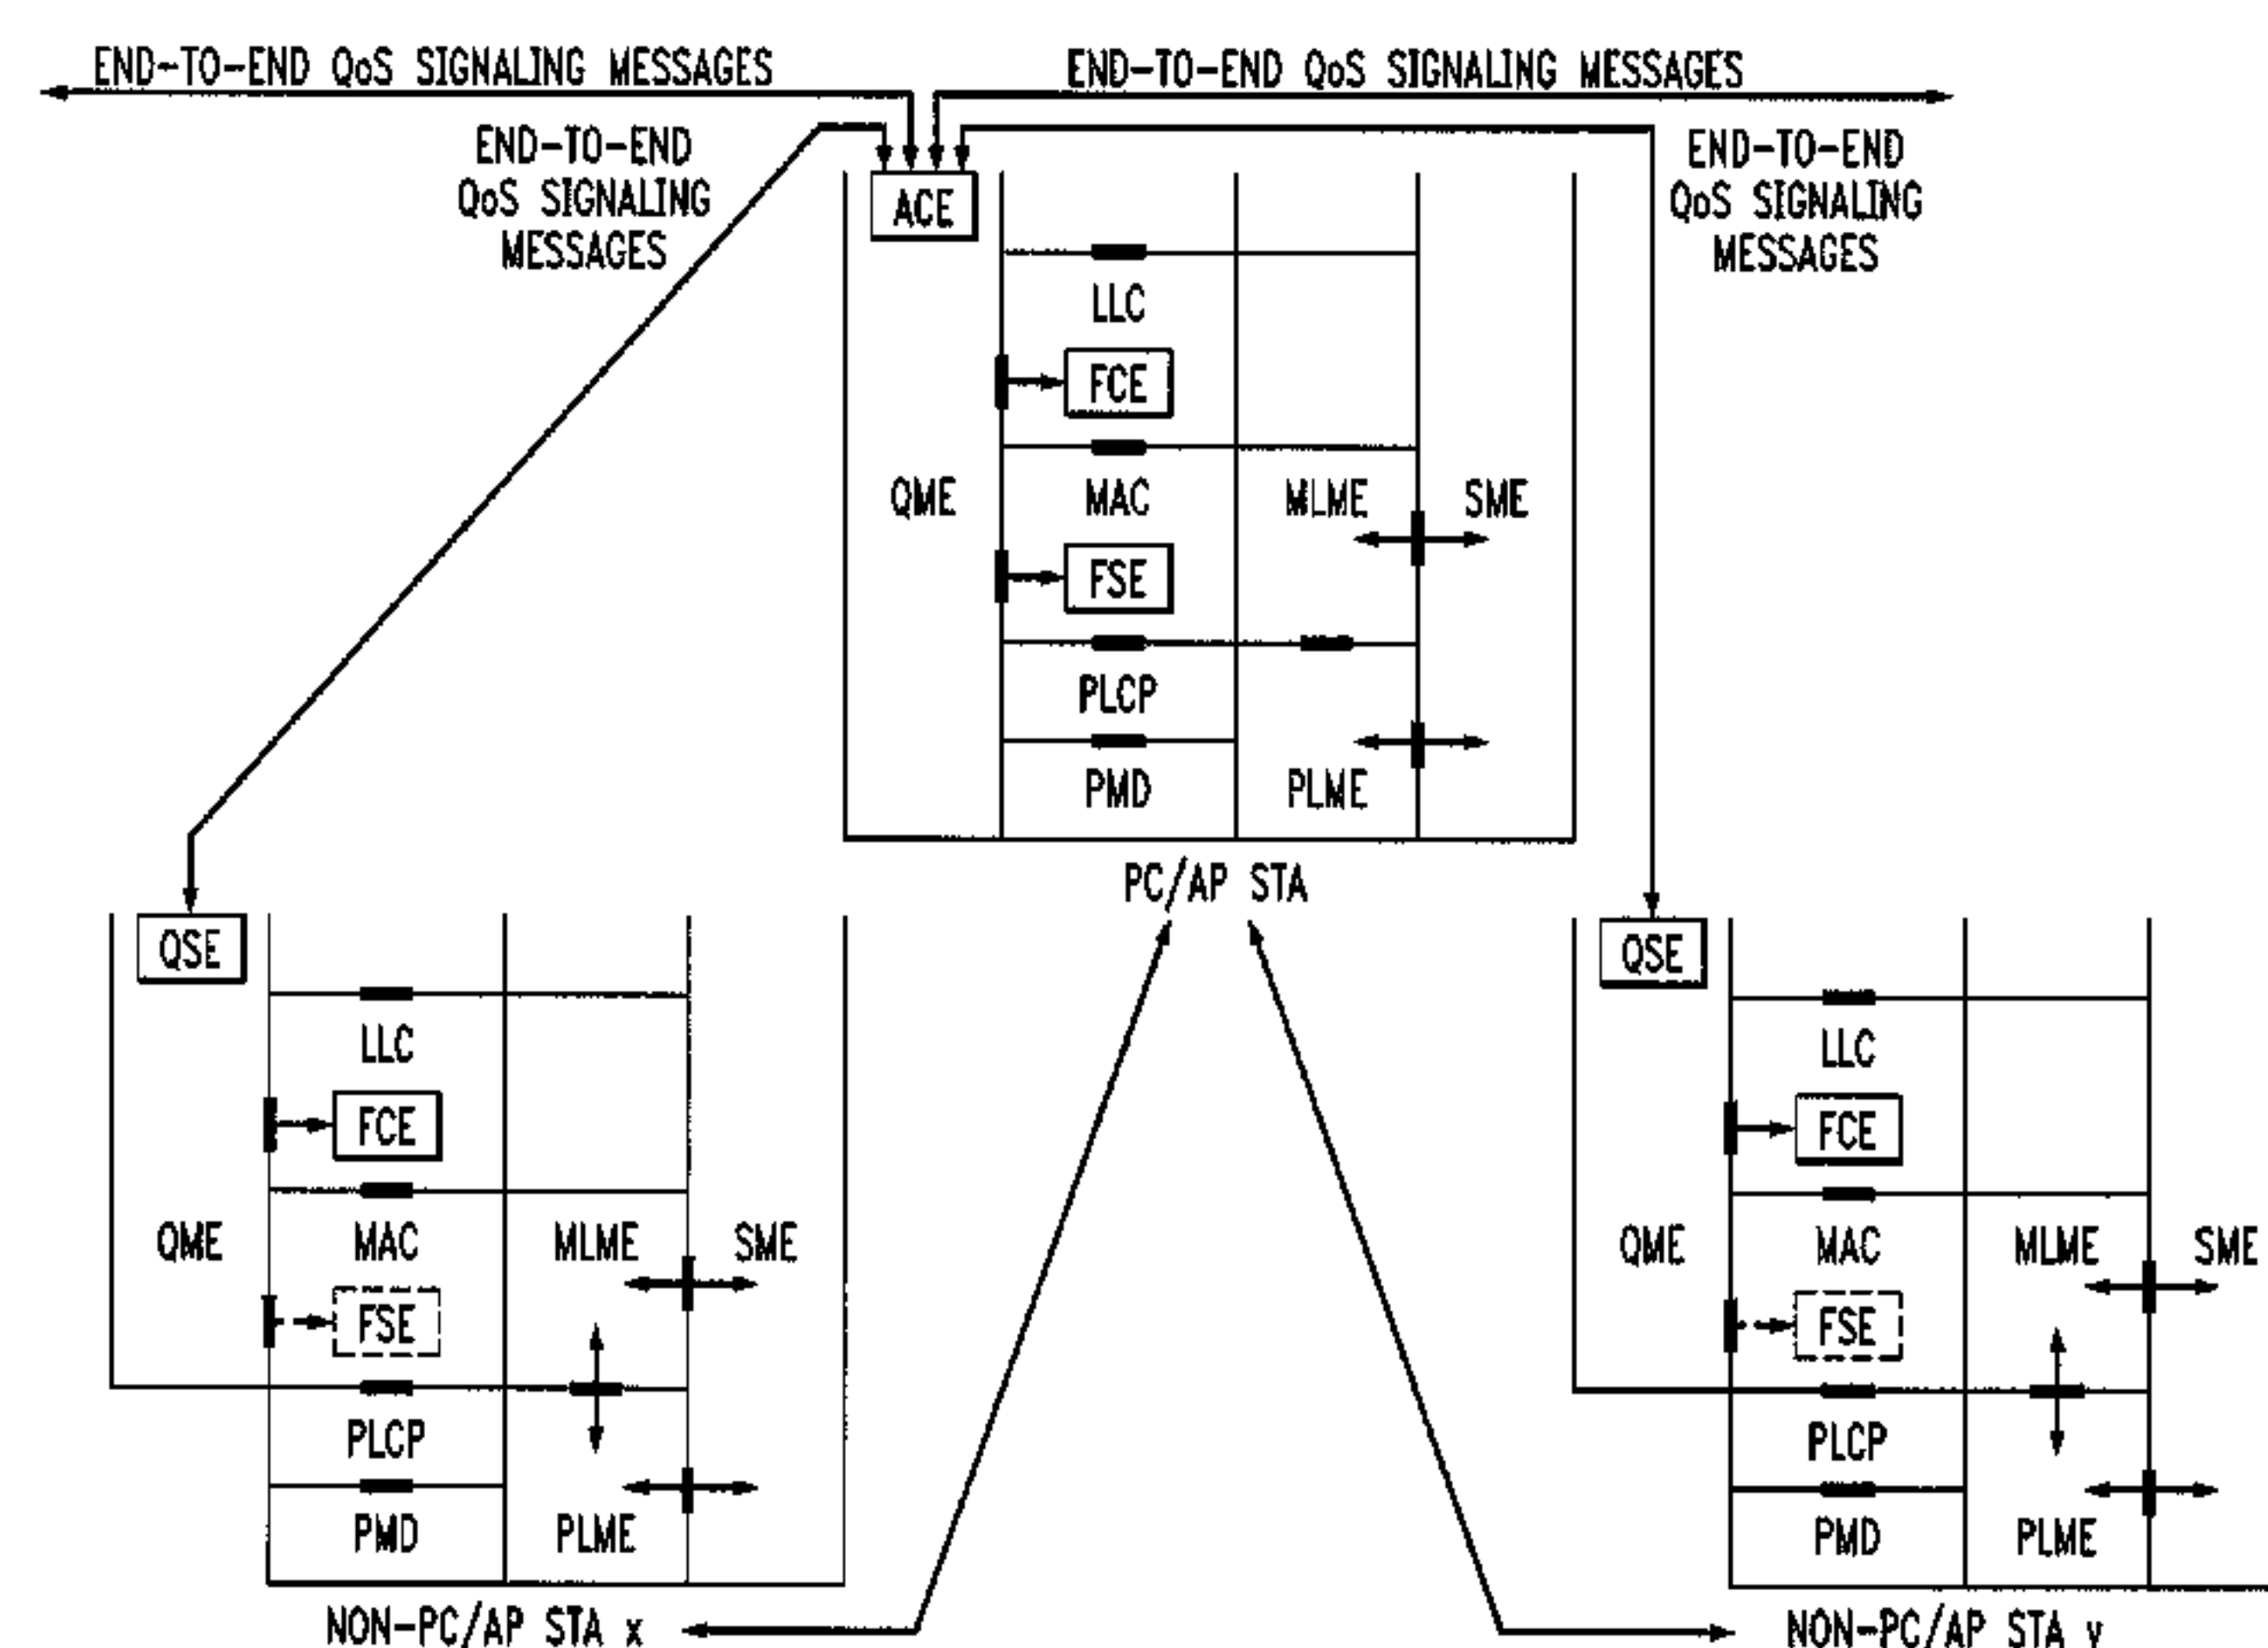 END-TO-END QoS SIGNALING MESSAGES
END-TO-END QoS SIGNALING MESSAGES
END-TO-END
QoS SIGNALING
MESSAGES
END-TO-END
QoS SIGNALING
MESSAGES
ACE
LLC
FCE
QME MAC MLME SME
FSE
PLCP
PMD PLME
PC/AP STA
QSE
LLC
FCE
QME MAC MLME SME
FSE
PLCP
PMD PLME
NON-PC/AP STA x
QSE
LLC
FCE
QME MAC MLME SME
FSE
PLCP
PMD PLME
NON-PC/AP STA y